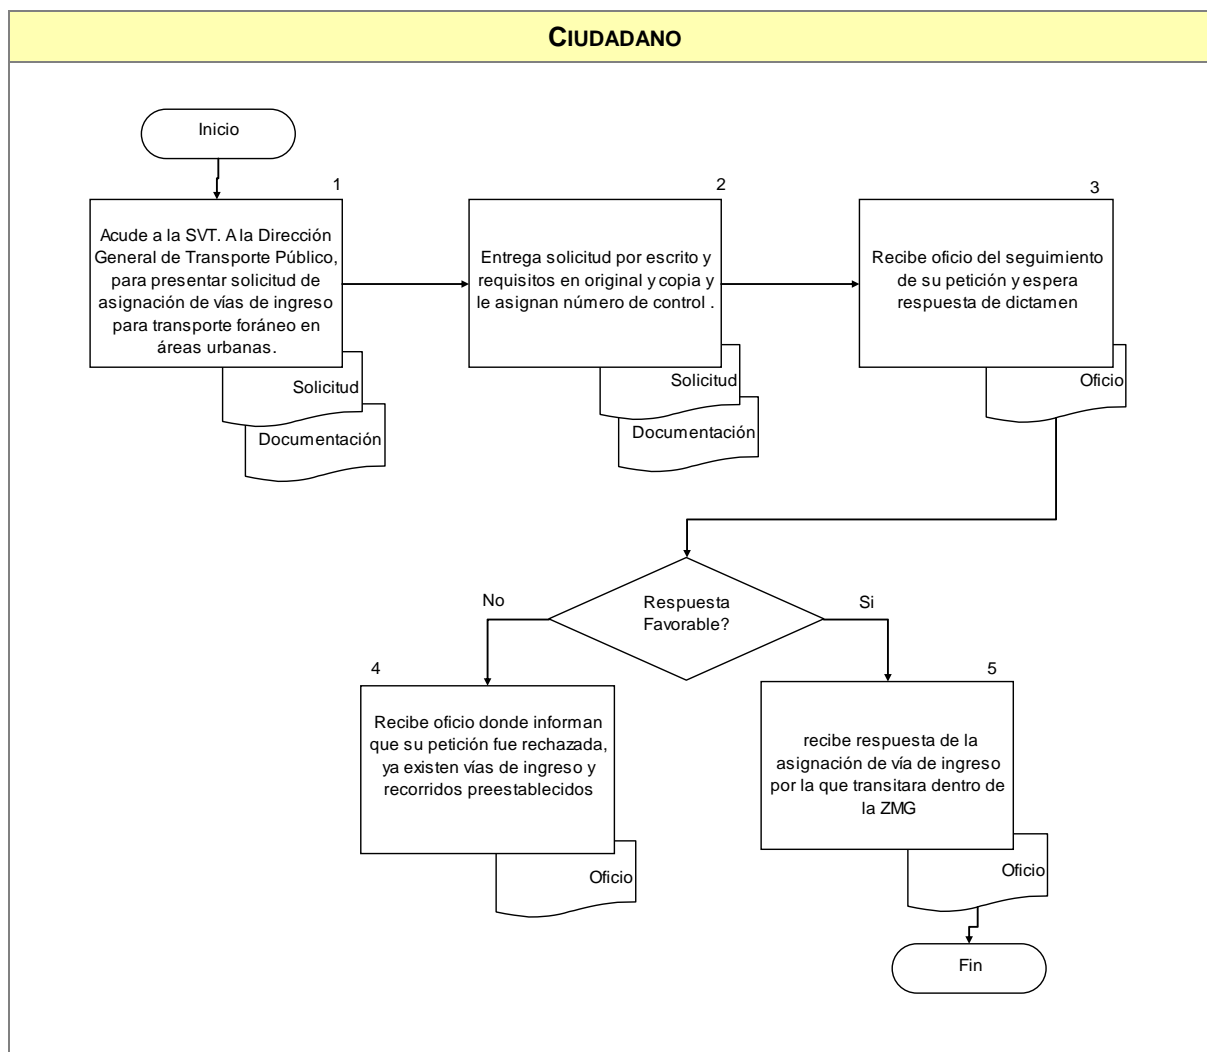 CIUDADANO
Inicio
1
Acude a la SVT. A la Dirección
General de Transporte Público,
para presentar solicitud de
asignación de vías de ingreso
para transporte foráneo en
áreas urbanas.
Solicitud
Documentación
2
Entrega solicitud por escrito y
requisitos en original y copia y
le asignan número de control .
Solicitud
Documentación
3
Recibe oficio del seguimiento
de su petición y espera
respuesta de dictamen
Oficio
Respuesta
Favorable?
No
Si
4
Recibe oficio donde informan
que su petición fue rechazada,
ya existen vías de ingreso y
recorridos preestablecidos
Oficio
5
recibe respuesta de la
asignación de vía de ingreso
por la que transitara dentro de
la ZMG
Oficio
Fin